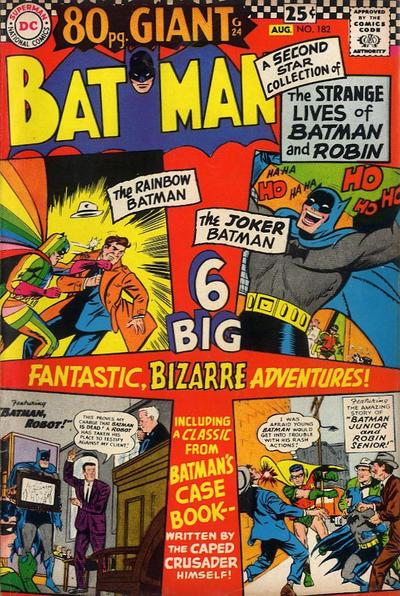 SUPERMAN
DC
NATIONAL COMICS
80 pg. GIANT
G
24
25¢
AUG.
NO. 182
APPROVED
BY THE
COMICS
CODE
AUTHORITY
BATMAN
A SECOND
STAR
COLLECTION of
The STRANGE
LIVES of
BATMAN
and ROBIN
The RAINBOW
BATMAN
The JOKER
BATMAN
HA-HA
HO HA-HA HO
HO HO
6
BIG
FANTASTIC, BIZARRE ADVENTURES!
Featuring
"BATMAN,
ROBOT!"
THIS PROVES MY
CHARGE THAT BATMAN
IS DEAD! A ROBOT
HAS TAKEN HIS
PLACE TO TESTIFY
AGAINST MY CLIENT!
INCLUDING
A CLASSIC
FROM
BATMAN'S
CASE
BOOK--
WRITTEN BY
THE CAPED
CRUSADER
HIMSELF!
I WAS
AFRAID YOUNG
BATMAN WOULD
GET INTO TROUBLE
WITH HIS RASH
ACTIONS!
Featuring
THE AMAZING
STORY OF
"BATMAN
JUNIOR
and
ROBIN
SENIOR!"